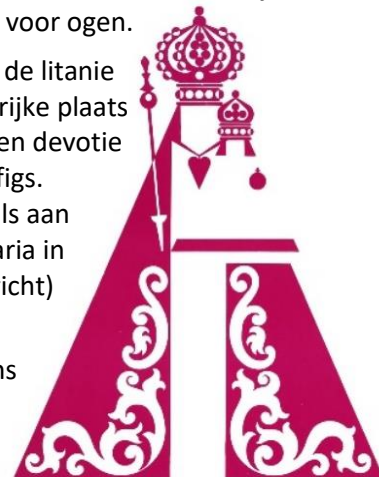 voor ogen.
de litanie
rijke plaats
en devotie
figs.
ls aan
aria in
icht)
ns